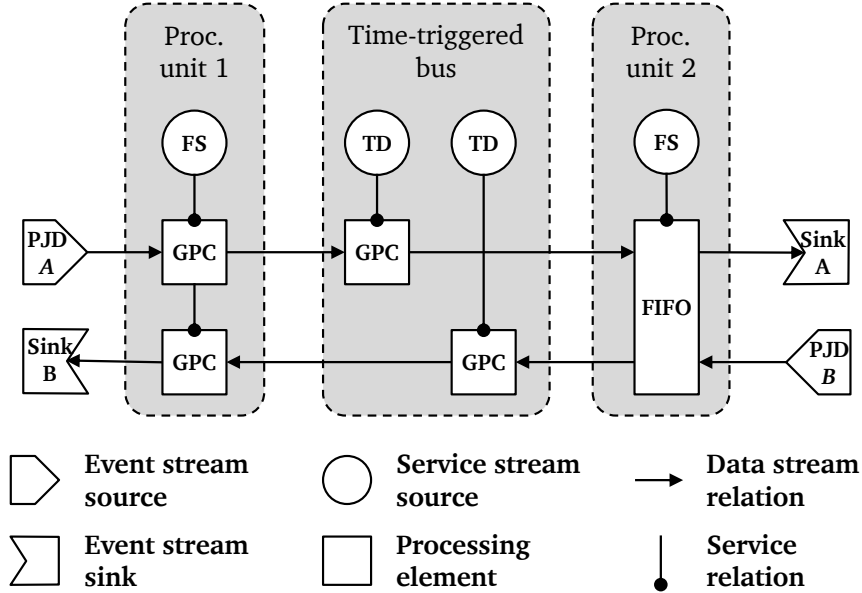 Proc.
unit 1
Time-triggered
bus
Proc.
unit 2
FS
TD
TD
FS
PJD
A
GPC
GPC
Sink
A
FIFO
Sink
B
GPC
GPC
PJD
B
Event stream
source
Service stream
source
Data stream
relation
Event stream
sink
Processing
element
Service
relation